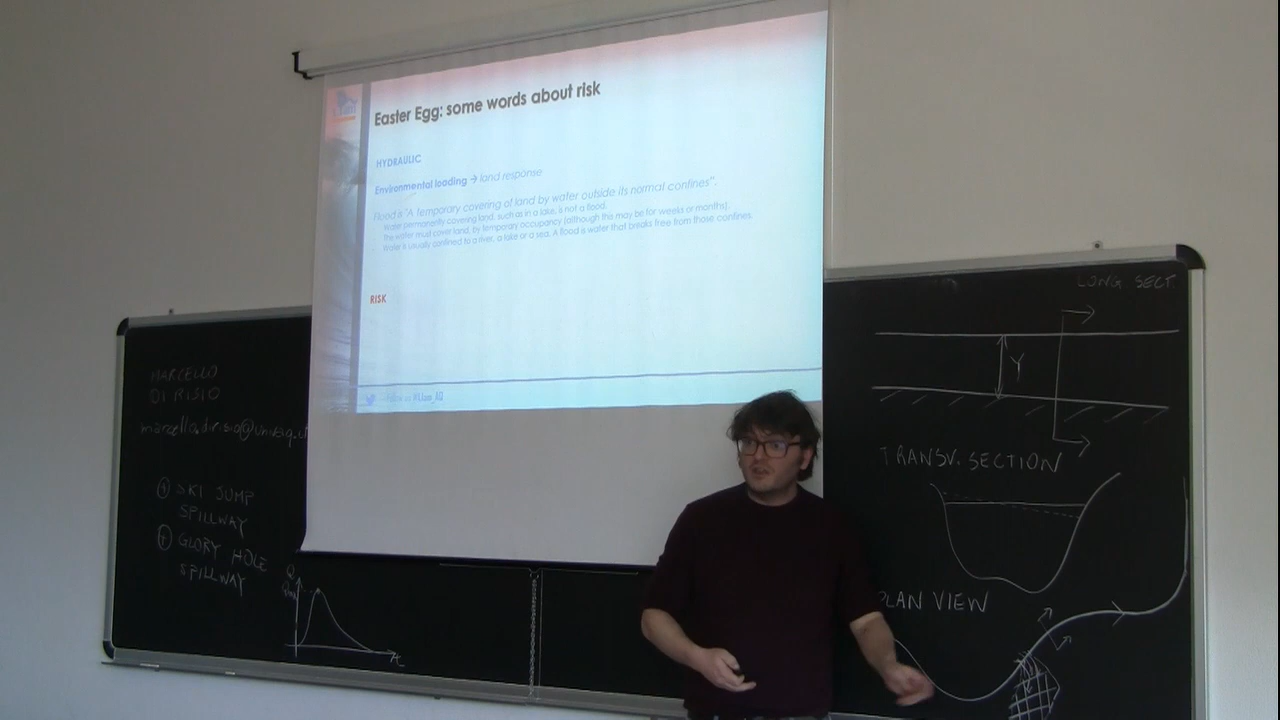 Easter Egg: some words about risk
HYDRAULIC
Environmental loading → land response
Flood is "A temporary covering of land by water outside its normal confines".
Water permanently covering land, such as in a lake, is not a flood.
The water must cover land, by temporary occupancy (although this may be for weeks or months).
Water is usually confined to a river, a lake or a sea. A flood is water that breaks free from those confines.
RISK
MARCELLO
DI RISIO
SKI JUMP
SPILLWAY
GLORY HOLE
SPILLWAY
Q
LONG SECT.
Y
TRANSV. SECTION
PLAN VIEW